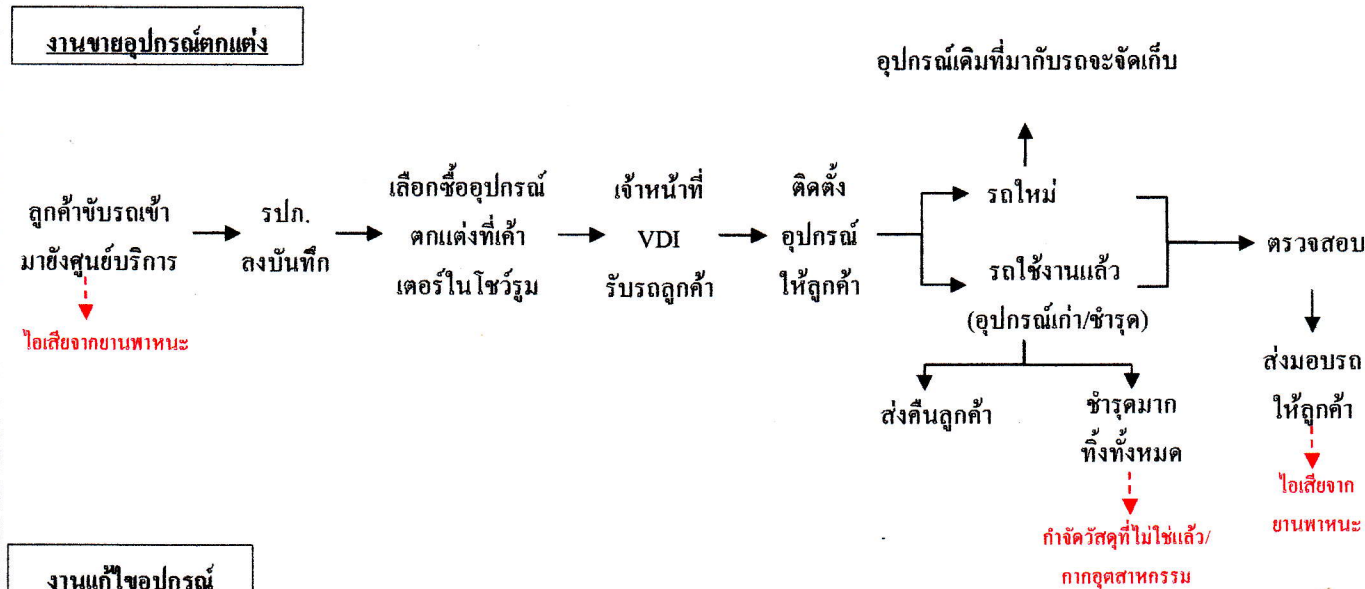 งานขายอุปกรณ์ตกแต่ง
อุปกรณ์เดิมที่มากับรถจะจัดเก็บ
ลูกค้าขับรถเข้า
มายังศูนย์บริการ
ไอเสียจากยานพาหนะ
รปภ.
ลงบันทึก
เลือกซื้ออุปกรณ์
ตกแต่งที่เค้า
เตอร์ในโชว์รูม
เจ้าหน้าที่
VDI
รับรถลูกค้า
ติดตั้ง
อุปกรณ์
ให้ลูกค้า
รถใหม่
รถใช้งานแล้ว
(อุปกรณ์เก่า/ชำรุด)
ส่งคืนลูกค้า
ชำรุดมาก
ทิ้งทั้งหมด
กำจัดวัสดุที่ไม่ใช่แล้ว/
กากอุตสาหกรรม
ตรวจสอบ
ส่งมอบรถ
ให้ลูกค้า
ไอเสียจาก
ยานพาหนะ
งานแก้ไขอุปกรณ์